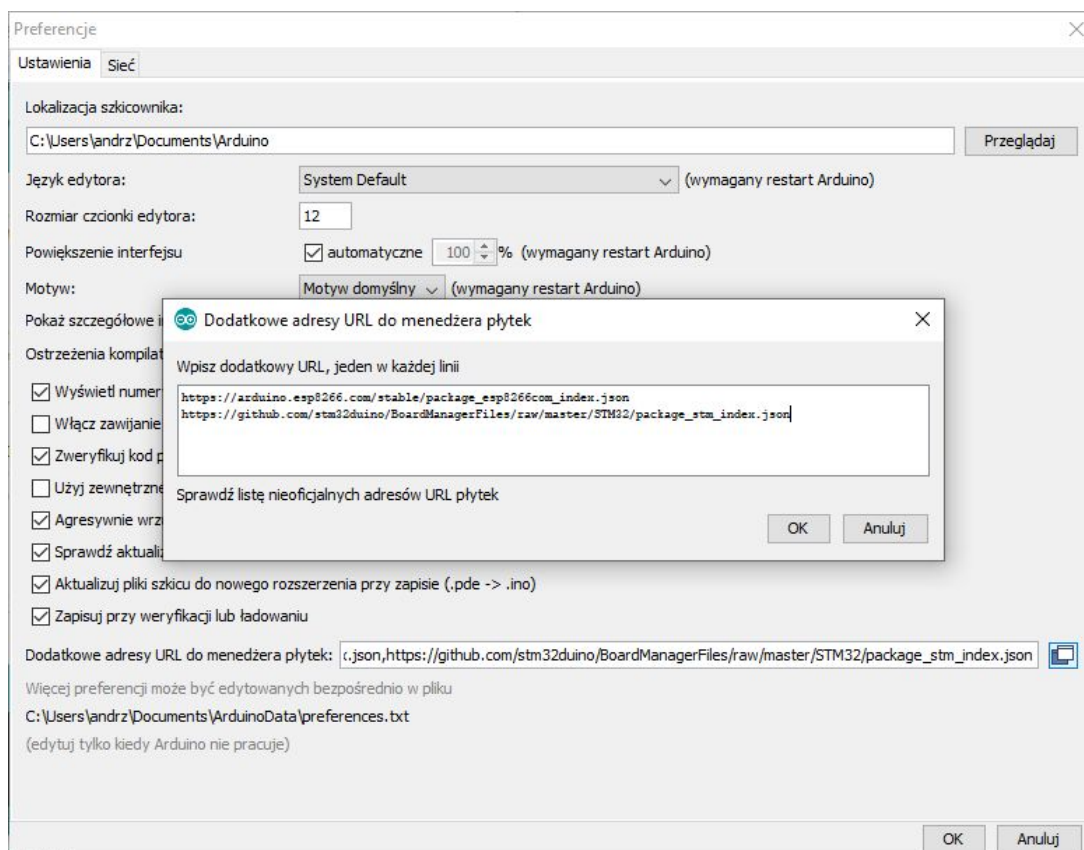 Preferencje
Ustawienia Sieć
Lokalizacja szkicownika:
C:\Users\andrz\Documents\Arduino Przeglądaj
Język edytora: System Default (wymagany restart Arduino)
Rozmiar czcionki edytora: 12
Powiększenie interfejsu automatyczne 100 % (wymagany restart Arduino)
Motyw: Motyw domyślny (wymagany restart Arduino)
Pokaż szczegółowe
Ostrzeżenia
Wyświetl
Włącz zawijanie
Zweryfikuj kod
Użyj
Agresywnie
Sprawdź
Dodatkowe adresy URL do menedżera płytek
Wpisz dodatkowy URL, jeden w każdej linii
https://arduino.esp8266.com/stable/package_esp8266com_index.json
https://github.com/stm32duino/BoardManagerFiles/raw/master/STM32/package_stm_index.json
Sprawdź listę nieoficjalnych adresów URL płytek
OK Anuluj
Aktualizuj pliki szkicu do nowego rozszerzenia przy zapisie (.pde -> .ino)
Zapisuj przy weryfikacji lub ładowaniu
Dodatkowe adresy URL do menedżera płytek: .json,https://github.com/stm32duino/BoardManagerFiles/raw/master/STM32/package_stm_index.json
Więcej preferencji może być edytowanych bezpośrednio w pliku
C:\Users\andrz\Documents\ArduinoData\preferences.txt
(edytuj tylko kiedy Arduino nie pracuje)
OK Anuluj